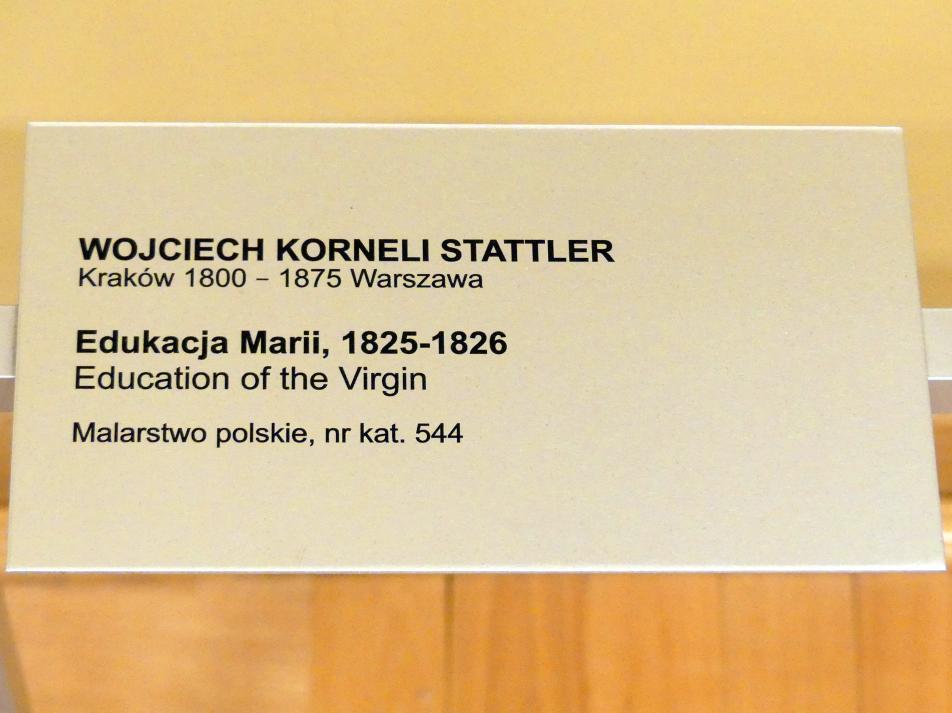 WOJCIECH KORNELI STATTLER
Kraków 1800 – 1875 Warszawa
Edukacja Marii, 1825-1826
Education of the Virgin
Malarstwo polskie, nr kat. 544